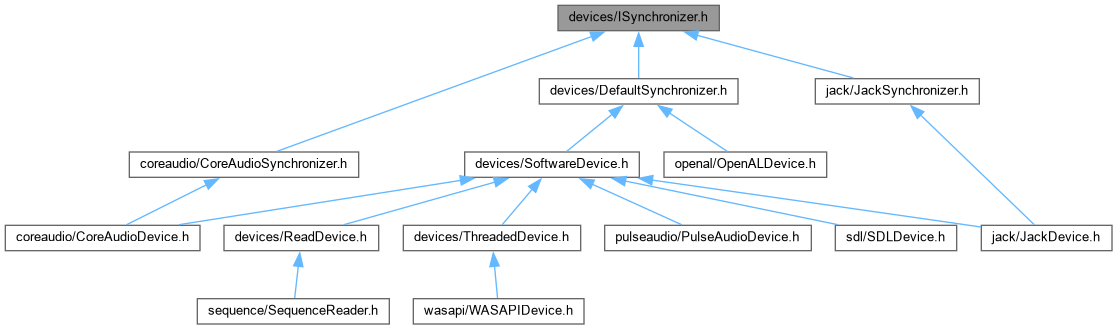 devices/ISynchronizer.h
devices/DefaultSynchronizer.h
jack/JackSynchronizer.h
coreaudio/CoreAudioSynchronizer.h
devices/SoftwareDevice.h
openal/OpenALDevice.h
coreaudio/CoreAudioDevice.h
devices/ReadDevice.h
devices/ThreadedDevice.h
pulseaudio/PulseAudioDevice.h
sdl/SDLDevice.h
jack/JackDevice.h
sequence/SequenceReader.h
wasapi/WASAPIDevice.h